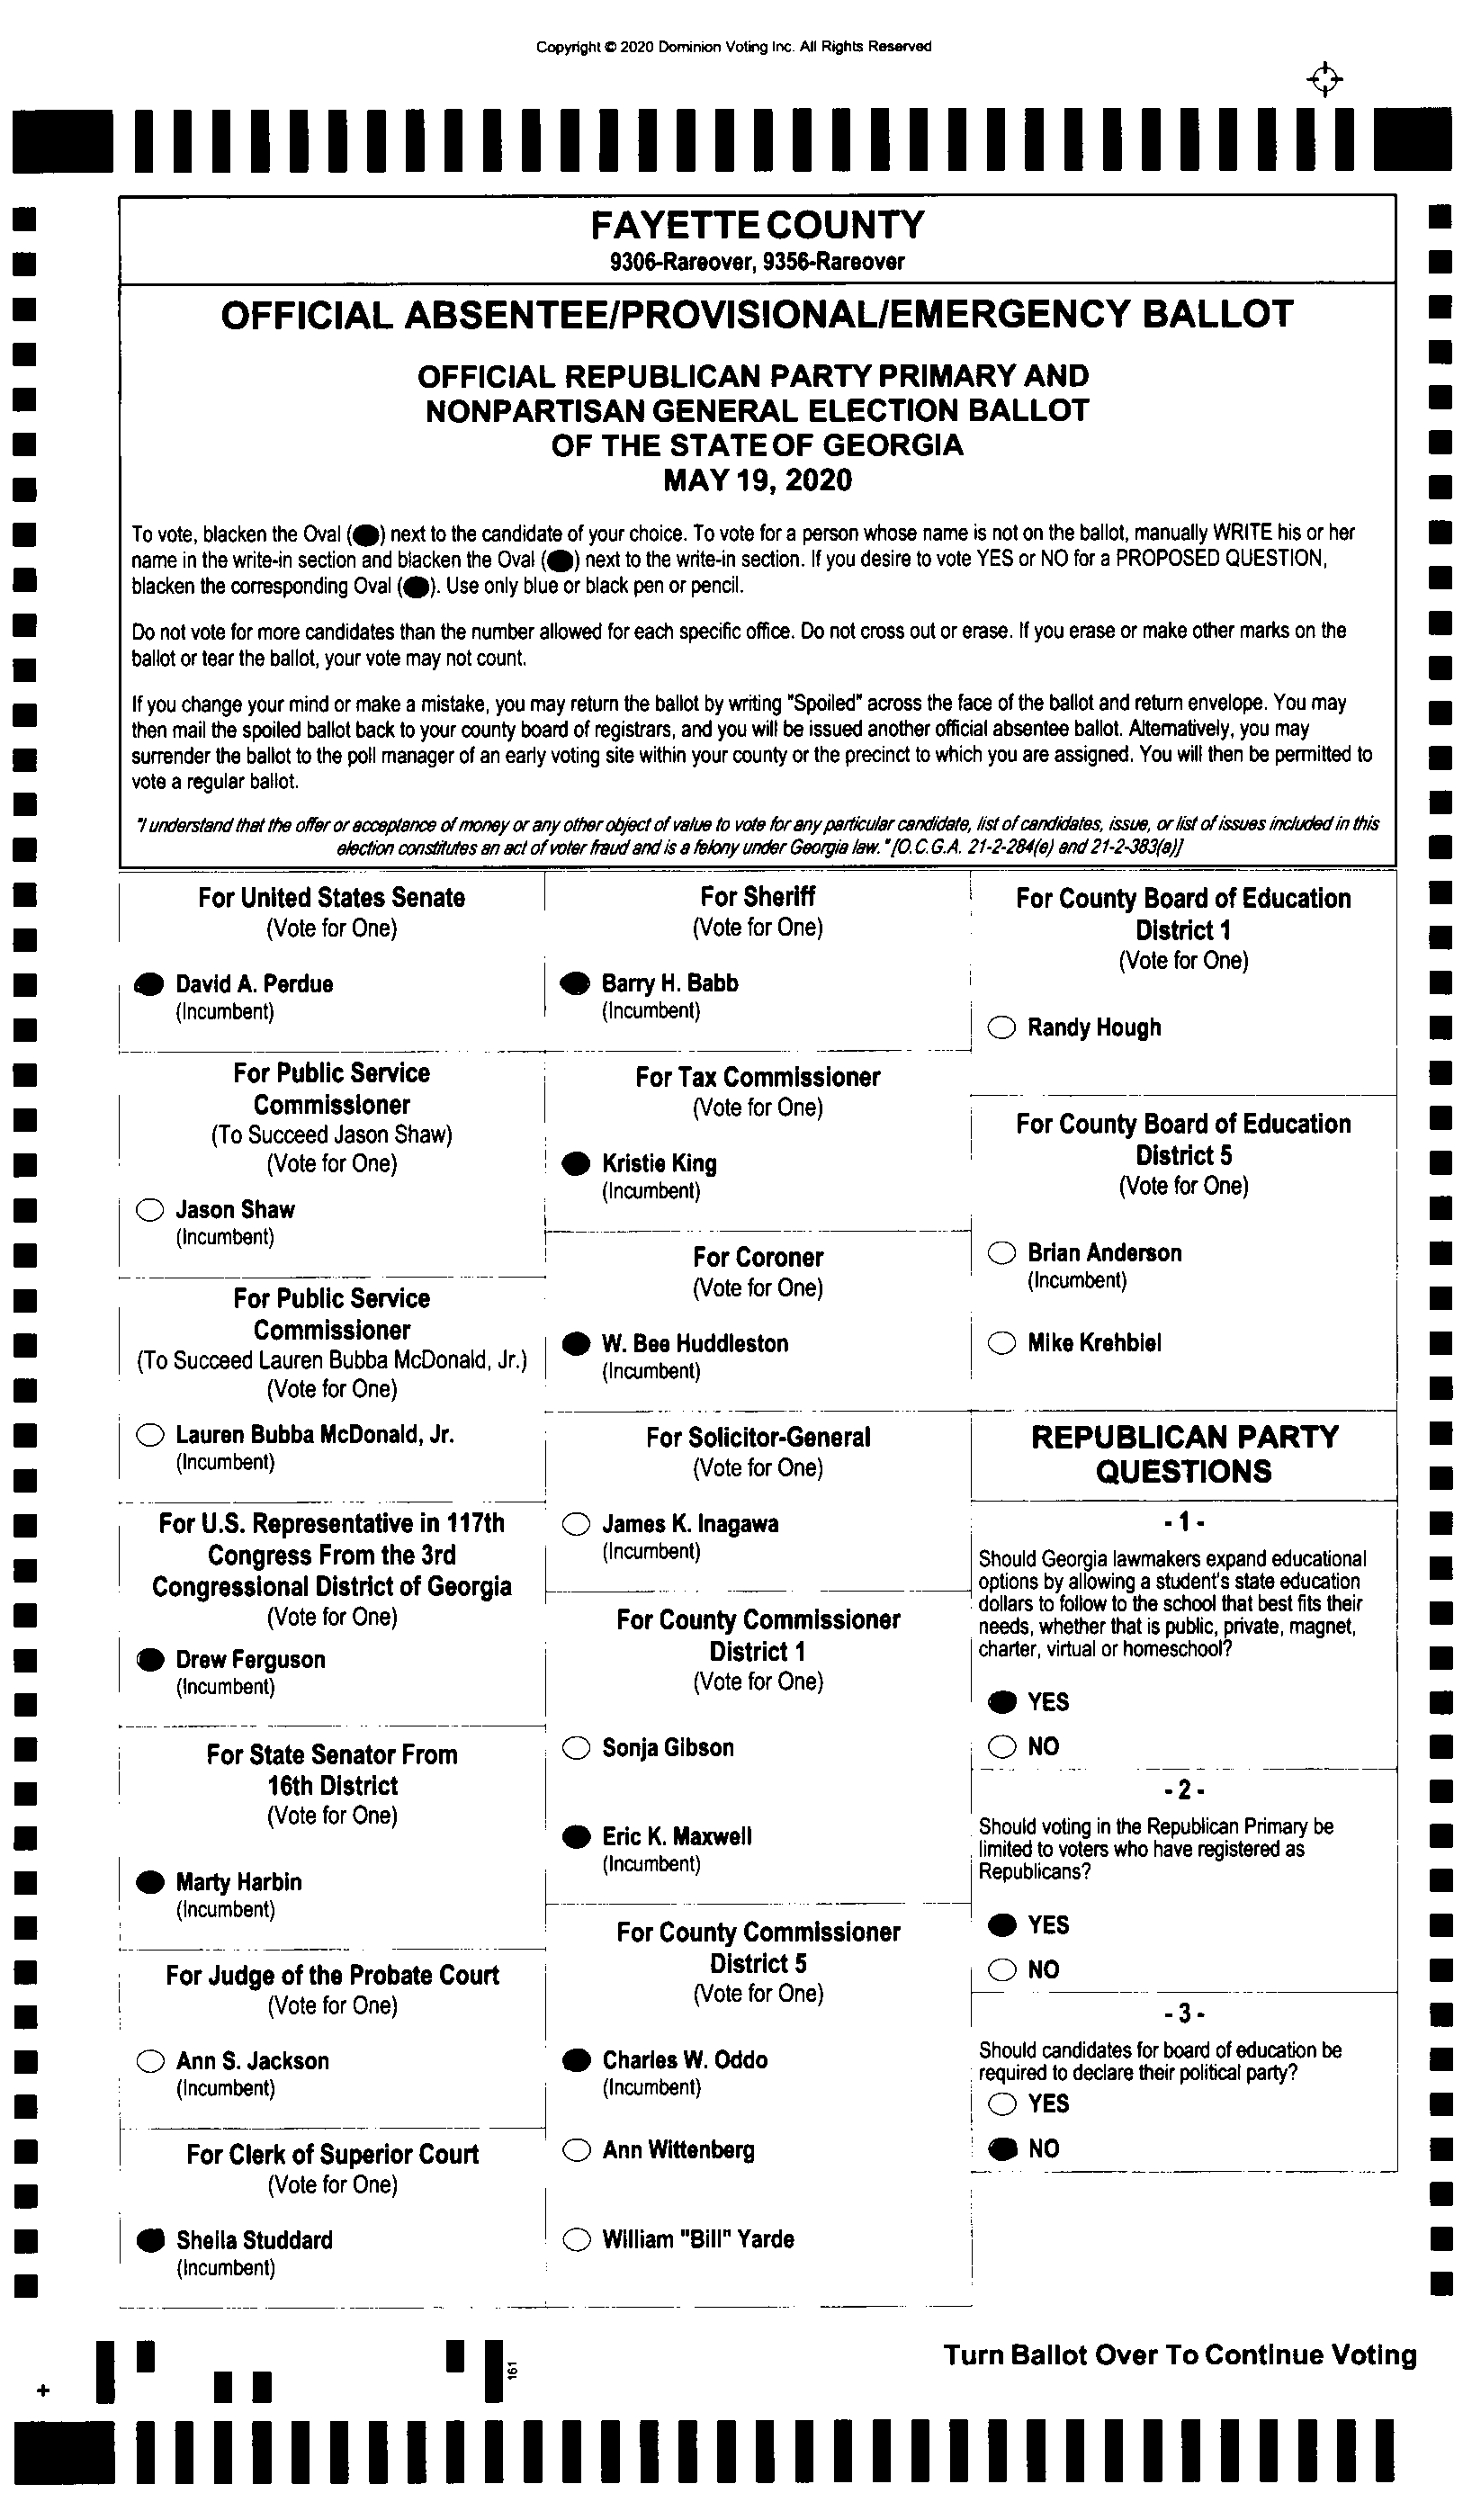 Copyright © 2020 Dominion Voting Inc. All Rights Reserved
FAYETTE COUNTY
9306-Rareover, 9356-Rareover
OFFICIAL ABSENTEE/PROVISIONAL/EMERGENCY BALLOT
OFFICIAL REPUBLICAN PARTY PRIMARY AND
NONPARTISAN GENERAL ELECTION BALLOT
OF THE STATE OF GEORGIA
MAY 19, 2020
To vote, blacken the Oval () next to the candidate of your choice. To vote for a person whose name is not on the ballot, manually WRITE his or her
name in the write-in section and blacken the Oval () next to the write-in section. If you desire to vote YES or NO for a PROPOSED QUESTION,
blacken the corresponding Oval (). Use only blue or black pen or pencil.
Do not vote for more candidates than the number allowed for each specific office. Do not cross out or erase. If you erase or make other marks on the
ballot or tear the ballot, your vote may not count.
If you change your mind or make a mistake, you may return the ballot by writing "Spoiled" across the face of the ballot and return envelope. You may
then mail the spoiled ballot back to your county board of registrars, and you will be issued another official absentee ballot. Alternatively, you may
surrender the ballot to the poll manager of an early voting site within your county or the precinct to which you are assigned. You will then be permitted to
vote a regular ballot.
"I understand that the offer or acceptance of money or any other object of value to vote for any particular candidate, list of candidates, issue, or list of issues included in this
election constitutes an act of voter fraud and is a felony under Georgia law." [O.C.G.A. 21-2-284(e) and 21-2-383(a)]
For United States Senate
(Vote for One)
David A. Perdue
(Incumbent)
For Public Service
Commissioner
(To Succeed Jason Shaw)
(Vote for One)
Jason Shaw
(Incumbent)
For Public Service
Commissioner
(To Succeed Lauren Bubba McDonald, Jr.)
(Vote for One)
Lauren Bubba McDonald, Jr.
(Incumbent)
For U.S. Representative in 117th
Congress From the 3rd
Congressional District of Georgia
(Vote for One)
Drew Ferguson
(Incumbent)
For State Senator From
16th District
(Vote for One)
Marty Harbin
(Incumbent)
For Judge of the Probate Court
(Vote for One)
Ann S. Jackson
(Incumbent)
For Clerk of Superior Court
(Vote for One)
Sheila Studdard
(Incumbent)
For Sheriff
(Vote for One)
Barry H. Babb
(Incumbent)
For Tax Commissioner
(Vote for One)
Kristie King
(Incumbent)
For Coroner
(Vote for One)
W. Bee Huddleston
(Incumbent)
For Solicitor-General
(Vote for One)
James K. Inagawa
(Incumbent)
For County Commissioner
District 1
(Vote for One)
Sonja Gibson
Eric K. Maxwell
(Incumbent)
For County Commissioner
District 5
(Vote for One)
Charles W. Oddo
(Incumbent)
Ann Wittenberg
William "Bill" Yarde
For County Board of Education
District 1
(Vote for One)
Randy Hough
For County Board of Education
District 5
(Vote for One)
Brian Anderson
(Incumbent)
Mike Krehbiel
REPUBLICAN PARTY
QUESTIONS
- 1 -
Should Georgia lawmakers expand educational
options by allowing a student's state education
dollars to follow to the school that best fits their
needs, whether that is public, private, magnet,
charter, virtual or homeschool?
YES
NO
- 2 -
Should voting in the Republican Primary be
limited to voters who have registered as
Republicans?
YES
NO
- 3 -
Should candidates for board of education be
required to declare their political party?
YES
NO
161
Turn Ballot Over To Continue Voting
+